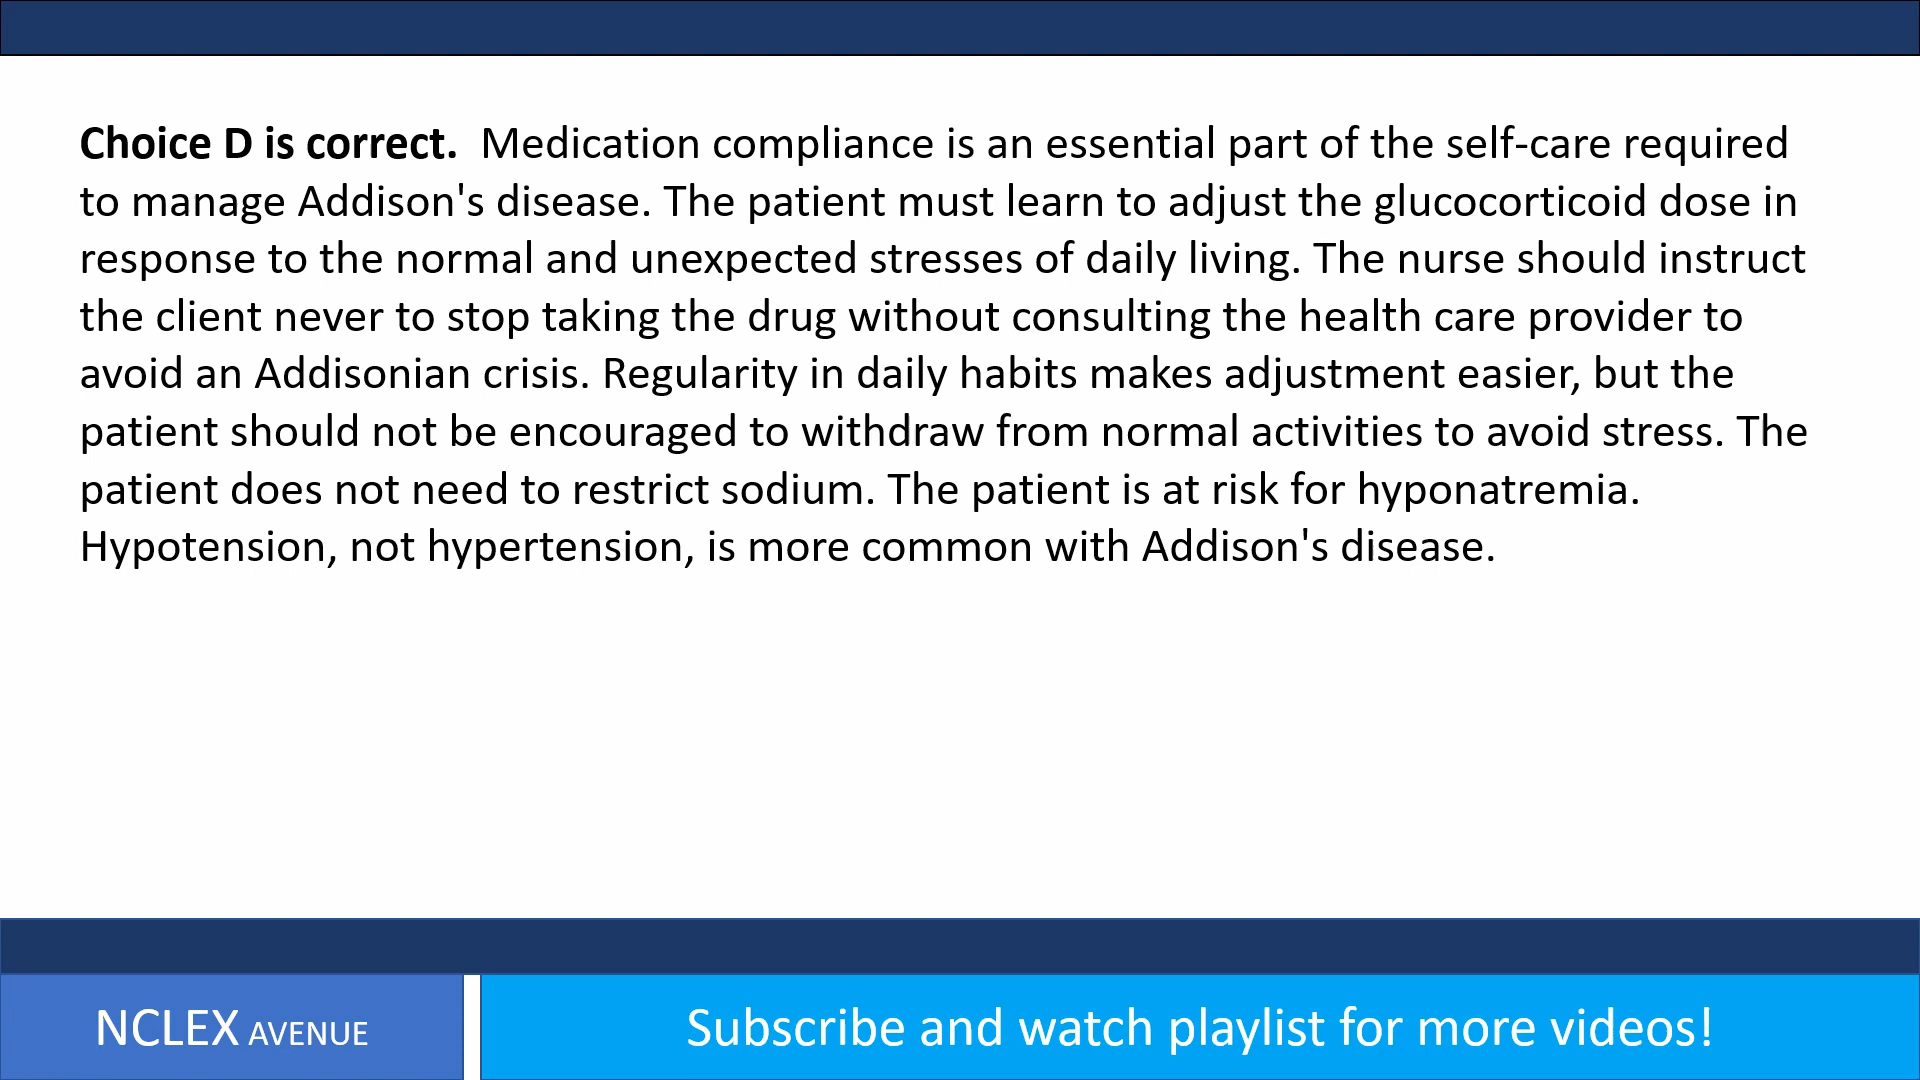 Choice D is correct.  Medication compliance is an essential part of the self-care required
to manage Addison's disease. The patient must learn to adjust the glucocorticoid dose in
response to the normal and unexpected stresses of daily living. The nurse should instruct
the client never to stop taking the drug without consulting the health care provider to
avoid an Addisonian crisis. Regularity in daily habits makes adjustment easier, but the
patient should not be encouraged to withdraw from normal activities to avoid stress. The
patient does not need to restrict sodium. The patient is at risk for hyponatremia.
Hypotension, not hypertension, is more common with Addison's disease.
NCLEX AVENUE
Subscribe and watch playlist for more videos!